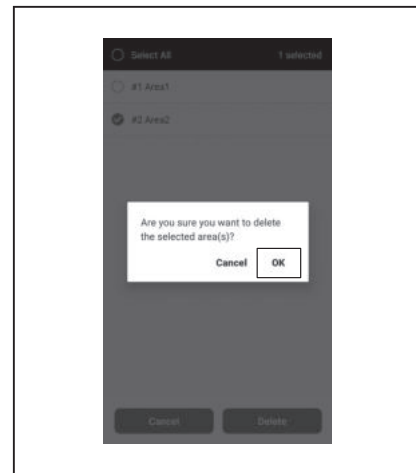 Select All 1 selected
#1 Area1
#2 Area2
Are you sure you want to delete
the selected area(s)?
Cancel OK
Cancel Delete